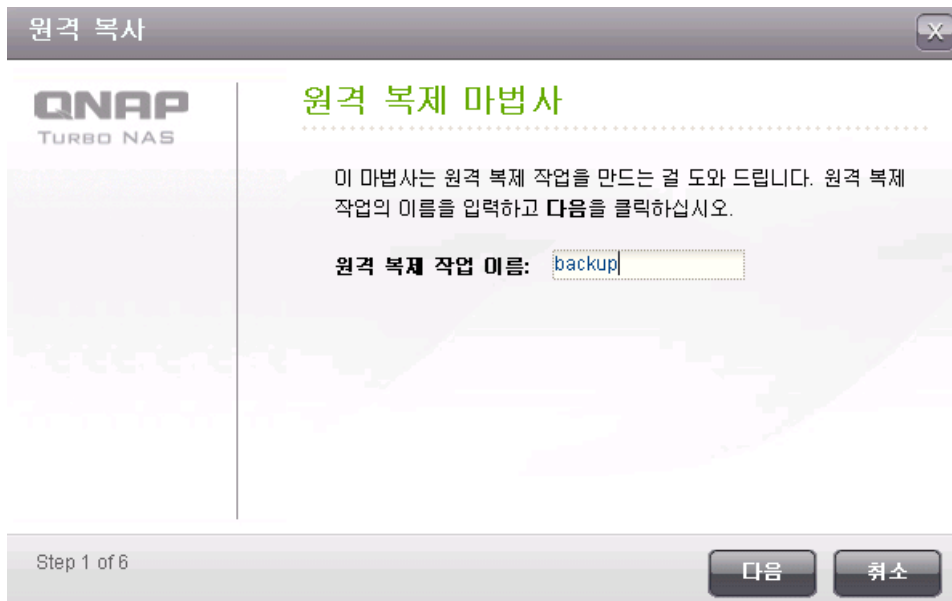 원격 복사
X
QNAP
TURBO NAS
원격 복제 마법사
이 마법사는 원격 복제 작업을 만드는 걸 도와 드립니다. 원격 복제
작업의 이름을 입력하고 다음을 클릭하십시오.
원격 복제 작업 이름: backup
Step 1 of 6
다음
취소